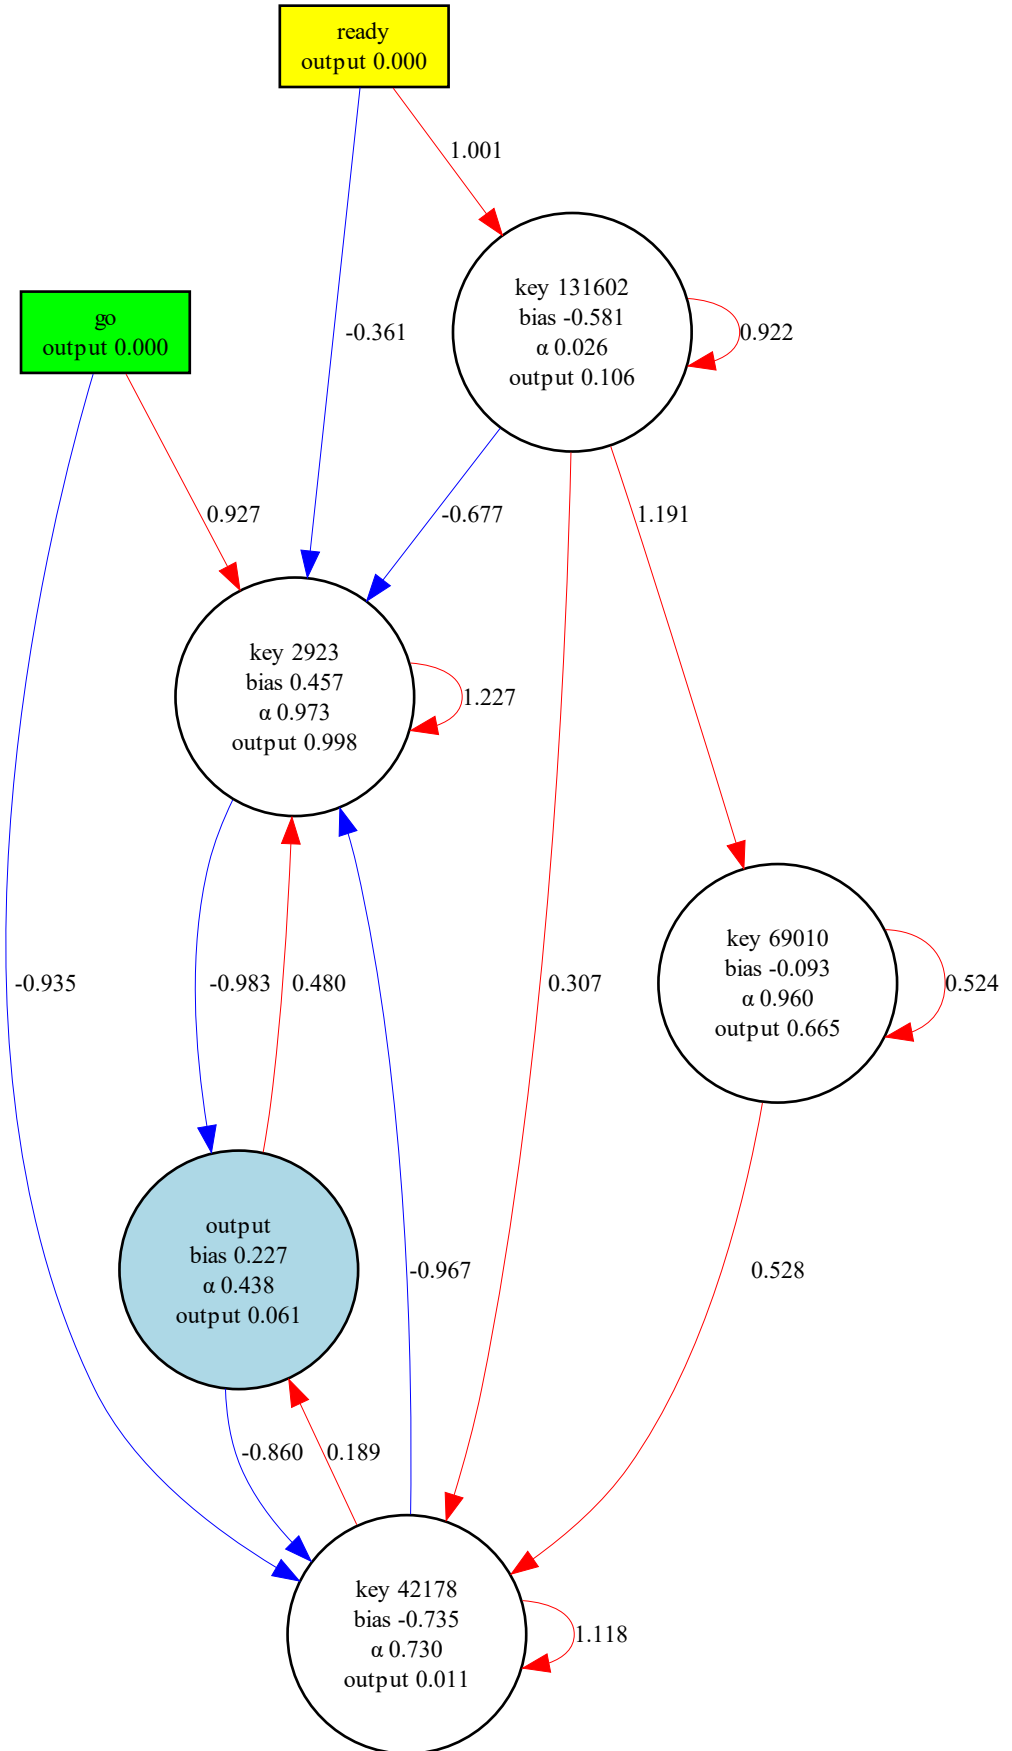 ready
output 0.000
1.001
key 131602
bias -0.581
α 0.026
output 0.106
0.922
go
output 0.000
-0.361
0.927
-0.677
1.191
key 2923
bias 0.457
α 0.973
output 0.998
1.227
-0.935
-0.983
0.480
0.307
key 69010
bias -0.093
α 0.960
output 0.665
0.524
output
bias 0.227
α 0.438
output 0.061
-0.967
0.528
-0.860
0.189
key 42178
bias -0.735
α 0.730
output 0.011
1.118